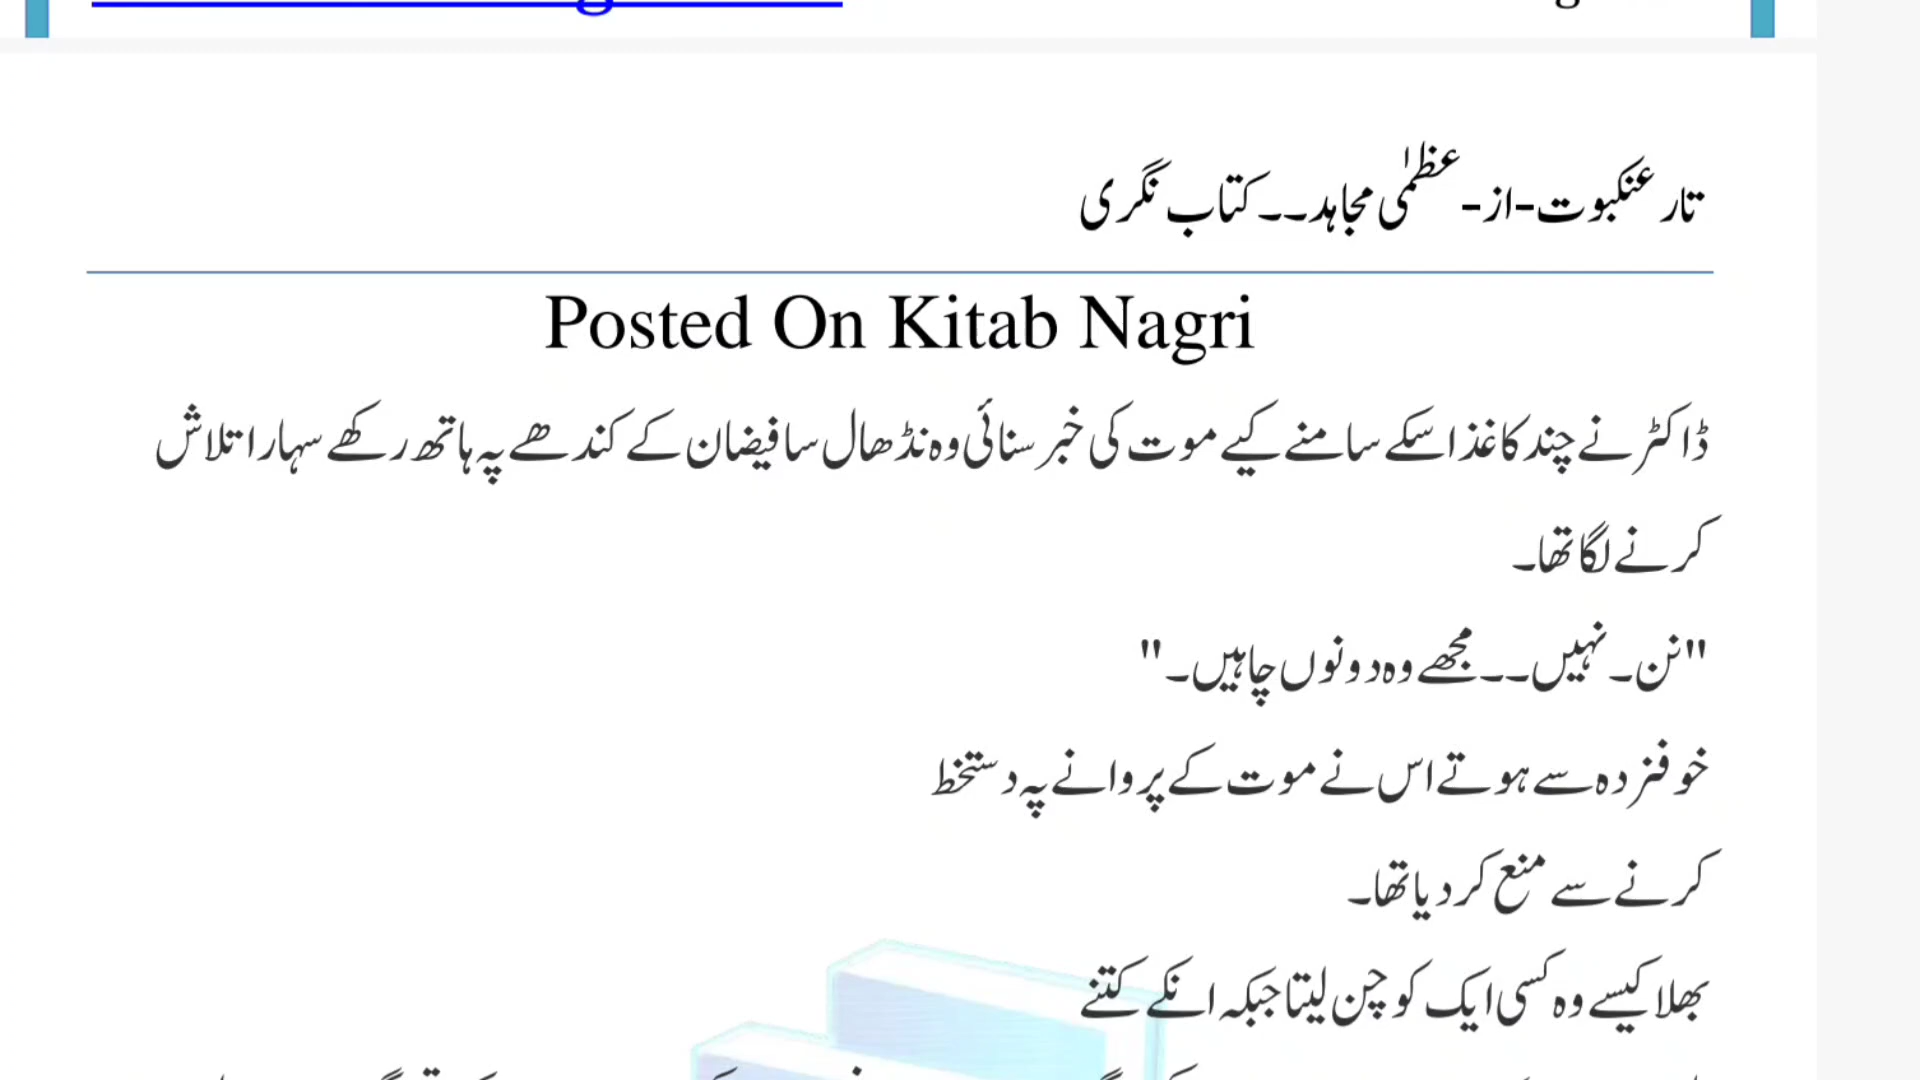 تار عنکبوت-از-عظمٰی مجاہد۔۔کتاب نگری
Posted On Kitab Nagri
ڈاکٹر نے چند کاغذ اسکے سامنے کیے موت کی خبر سنائی وہ نڈھال سا فیضان کے کندھے پہ ہاتھ رکھے سہارا تلاش
کرنے لگا تھا۔
"نن۔ نہیں۔۔ مجھے وہ دونوں چاہیں۔"
خوفزدہ سے ہوتے اس نے موت کے پروانے پہ دستخط
کرنے سے منع کر دیا تھا۔
بھلا کیسے وہ کسی ایک کو چن لیتا جبکہ انکے کتنے